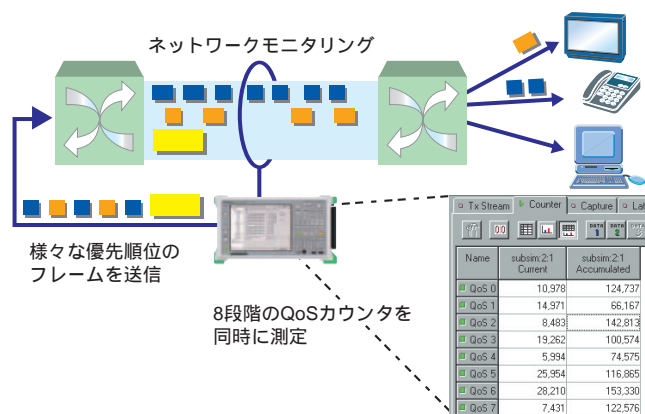 ネットワークモニタリング
様々な優先順位の
フレームを送信
8段階のQoSカウンタを
同時に測定
Tx Stream Counter Capture
DATA 1 DATA 2
Name subsim:2:1 Current subsim:2:1 Accumulated
QoS 0 10,978 124,737
QoS 1 14,971 66,167
QoS 2 8,483 142,813
QoS 3 19,262 100,574
QoS 4 5,994 74,575
QoS 5 25,954 116,865
QoS 6 28,210 153,330
QoS 7 7,431 122,576